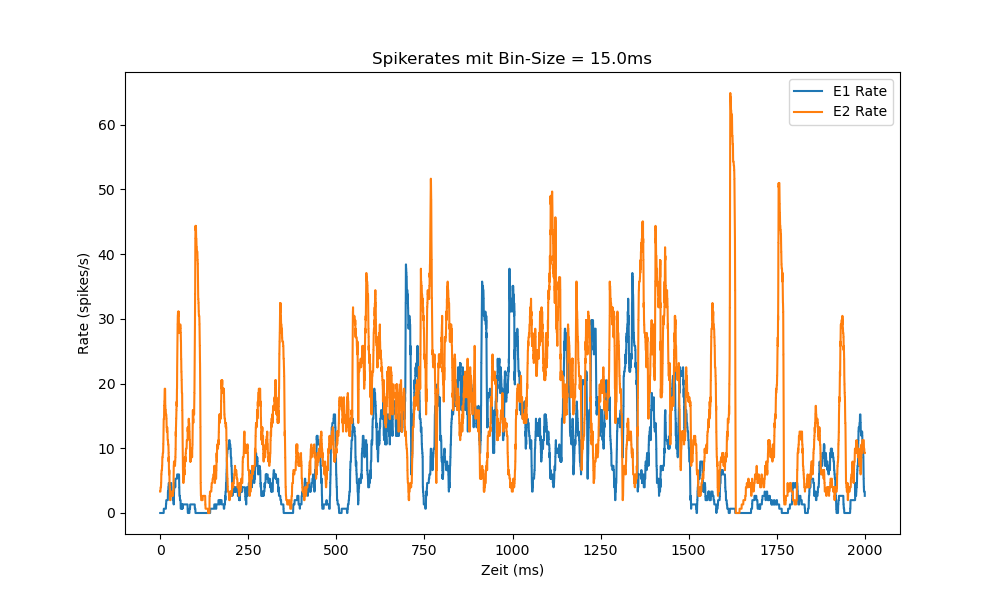 Spikerates mit Bin-Size = 15.0ms
E1 Rate
E2 Rate
60
50
40
30
20
10
0
Rate (spikes/s)
0 250 500 750 1000 1250 1500 1750 2000
Zeit (ms)